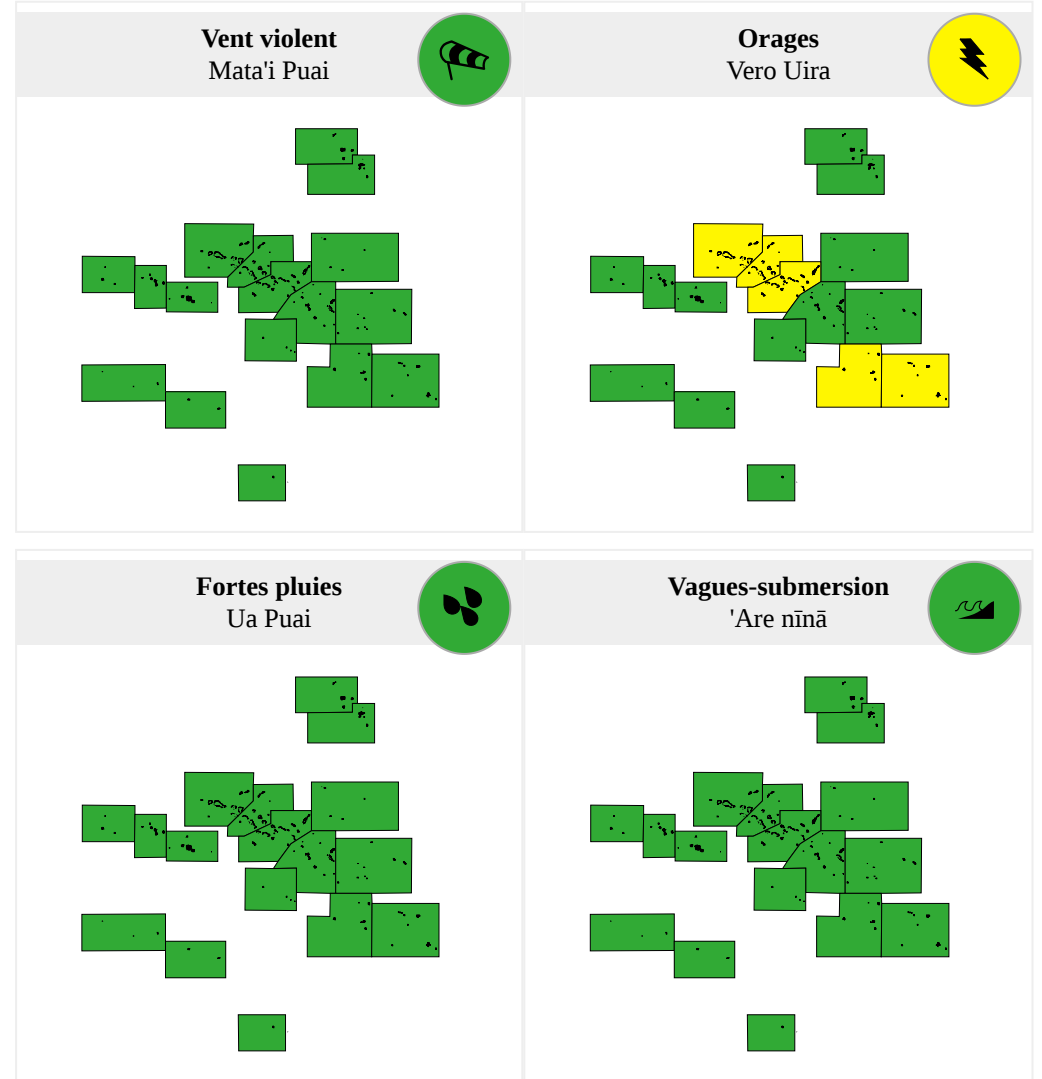 Vent violent
Mata'i Puai
Orages
Vero Uira
Fortes pluies
Ua Puai
Vagues-submersion
'Are nīnā